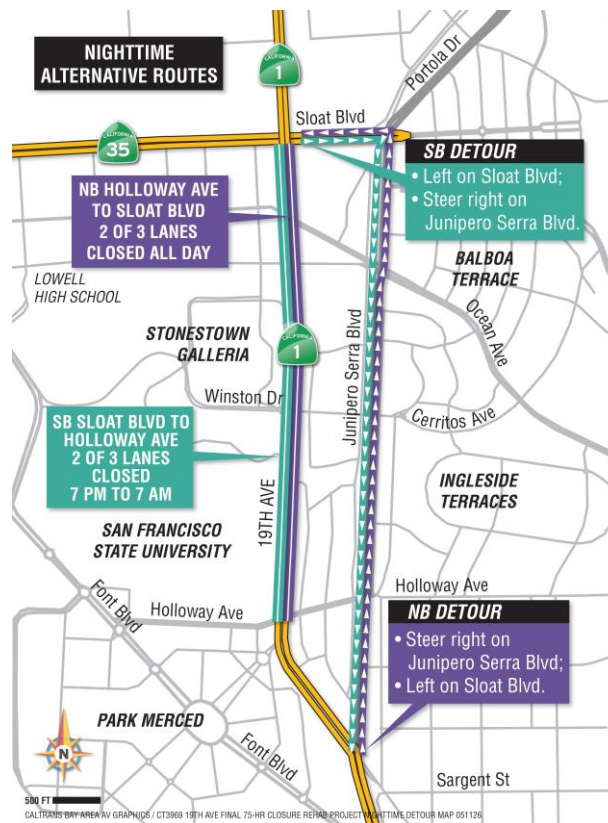 NIGHTTIME
ALTERNATIVE ROUTES
CALIFORNIA
1
Portola Dr
Sloat Blvd
CALIFORNIA
35
SB DETOUR
• Left on Sloat Blvd;
• Steer right on
Junipero Serra Blvd.
NB HOLLOWAY AVE
TO SLOAT BLVD
2 OF 3 LANES
CLOSED ALL DAY
BALBOA
TERRACE
LOWELL
HIGH SCHOOL
Ocean Ave
STONESTOWN
GALLERIA
CALIFORNIA
1
Junipero Serra Blvd
Winston Dr
Cerritos Ave
SB SLOAT BLVD TO
HOLLOWAY AVE
2 OF 3 LANES
CLOSED
7 PM TO 7 AM
INGLESIDE
TERRACES
19TH AVE
SAN FRANCISCO
STATE UNIVERSITY
Font Blvd
Holloway Ave
Holloway Ave
NB DETOUR
• Steer right on
Junipero Serra Blvd;
• Left on Sloat Blvd.
PARK MERCED
N
Font Blvd
Sargent St
500 FT
CALTRANS BAY AREA AV GRAPHICS / CT3969 19TH AVE FINAL 75-HR CLOSURE REHAB PROJECT NIGHTTIME DETOUR MAP 051126